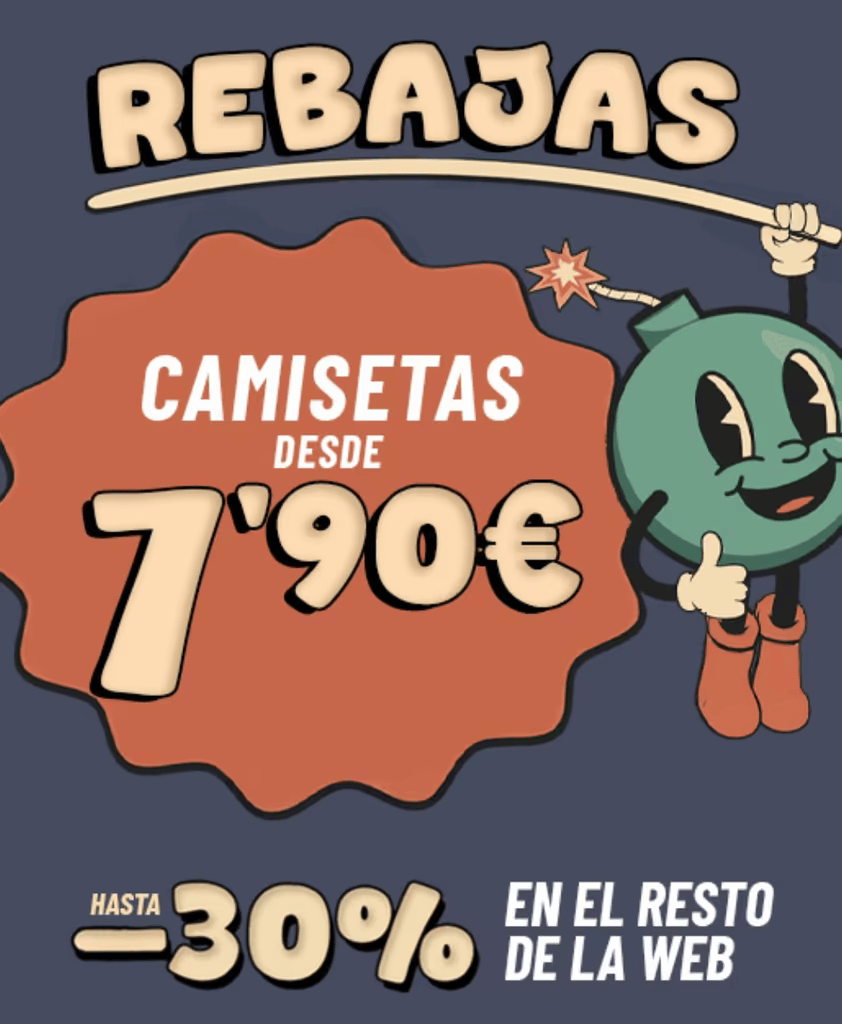 REBAJAS
CAMISETAS
DESDE
7'90€
HASTA
-30%
EN EL RESTO
DE LA WEB